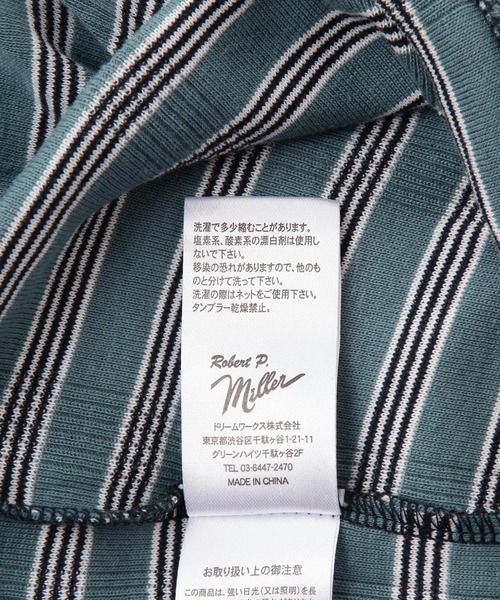 洗濯で多少縮むことがあります。
塩素系、酸素系の漂白剤は使用し
ないで下さい。
移染の恐れがありますので、他のも
のと分けて洗って下さい。
洗濯の際はネットをご使用下さい。
タンブラー乾燥禁止。
Robert P.
Miller
ドリームワークス株式会社
東京都渋谷区千駄ヶ谷1-21-11
グリーンハイツ千駄ヶ谷2F
TEL 03-6447-2470
MADE IN CHINA
お取り扱い上の御注意
この商品は、強い日光(又は照明)を長